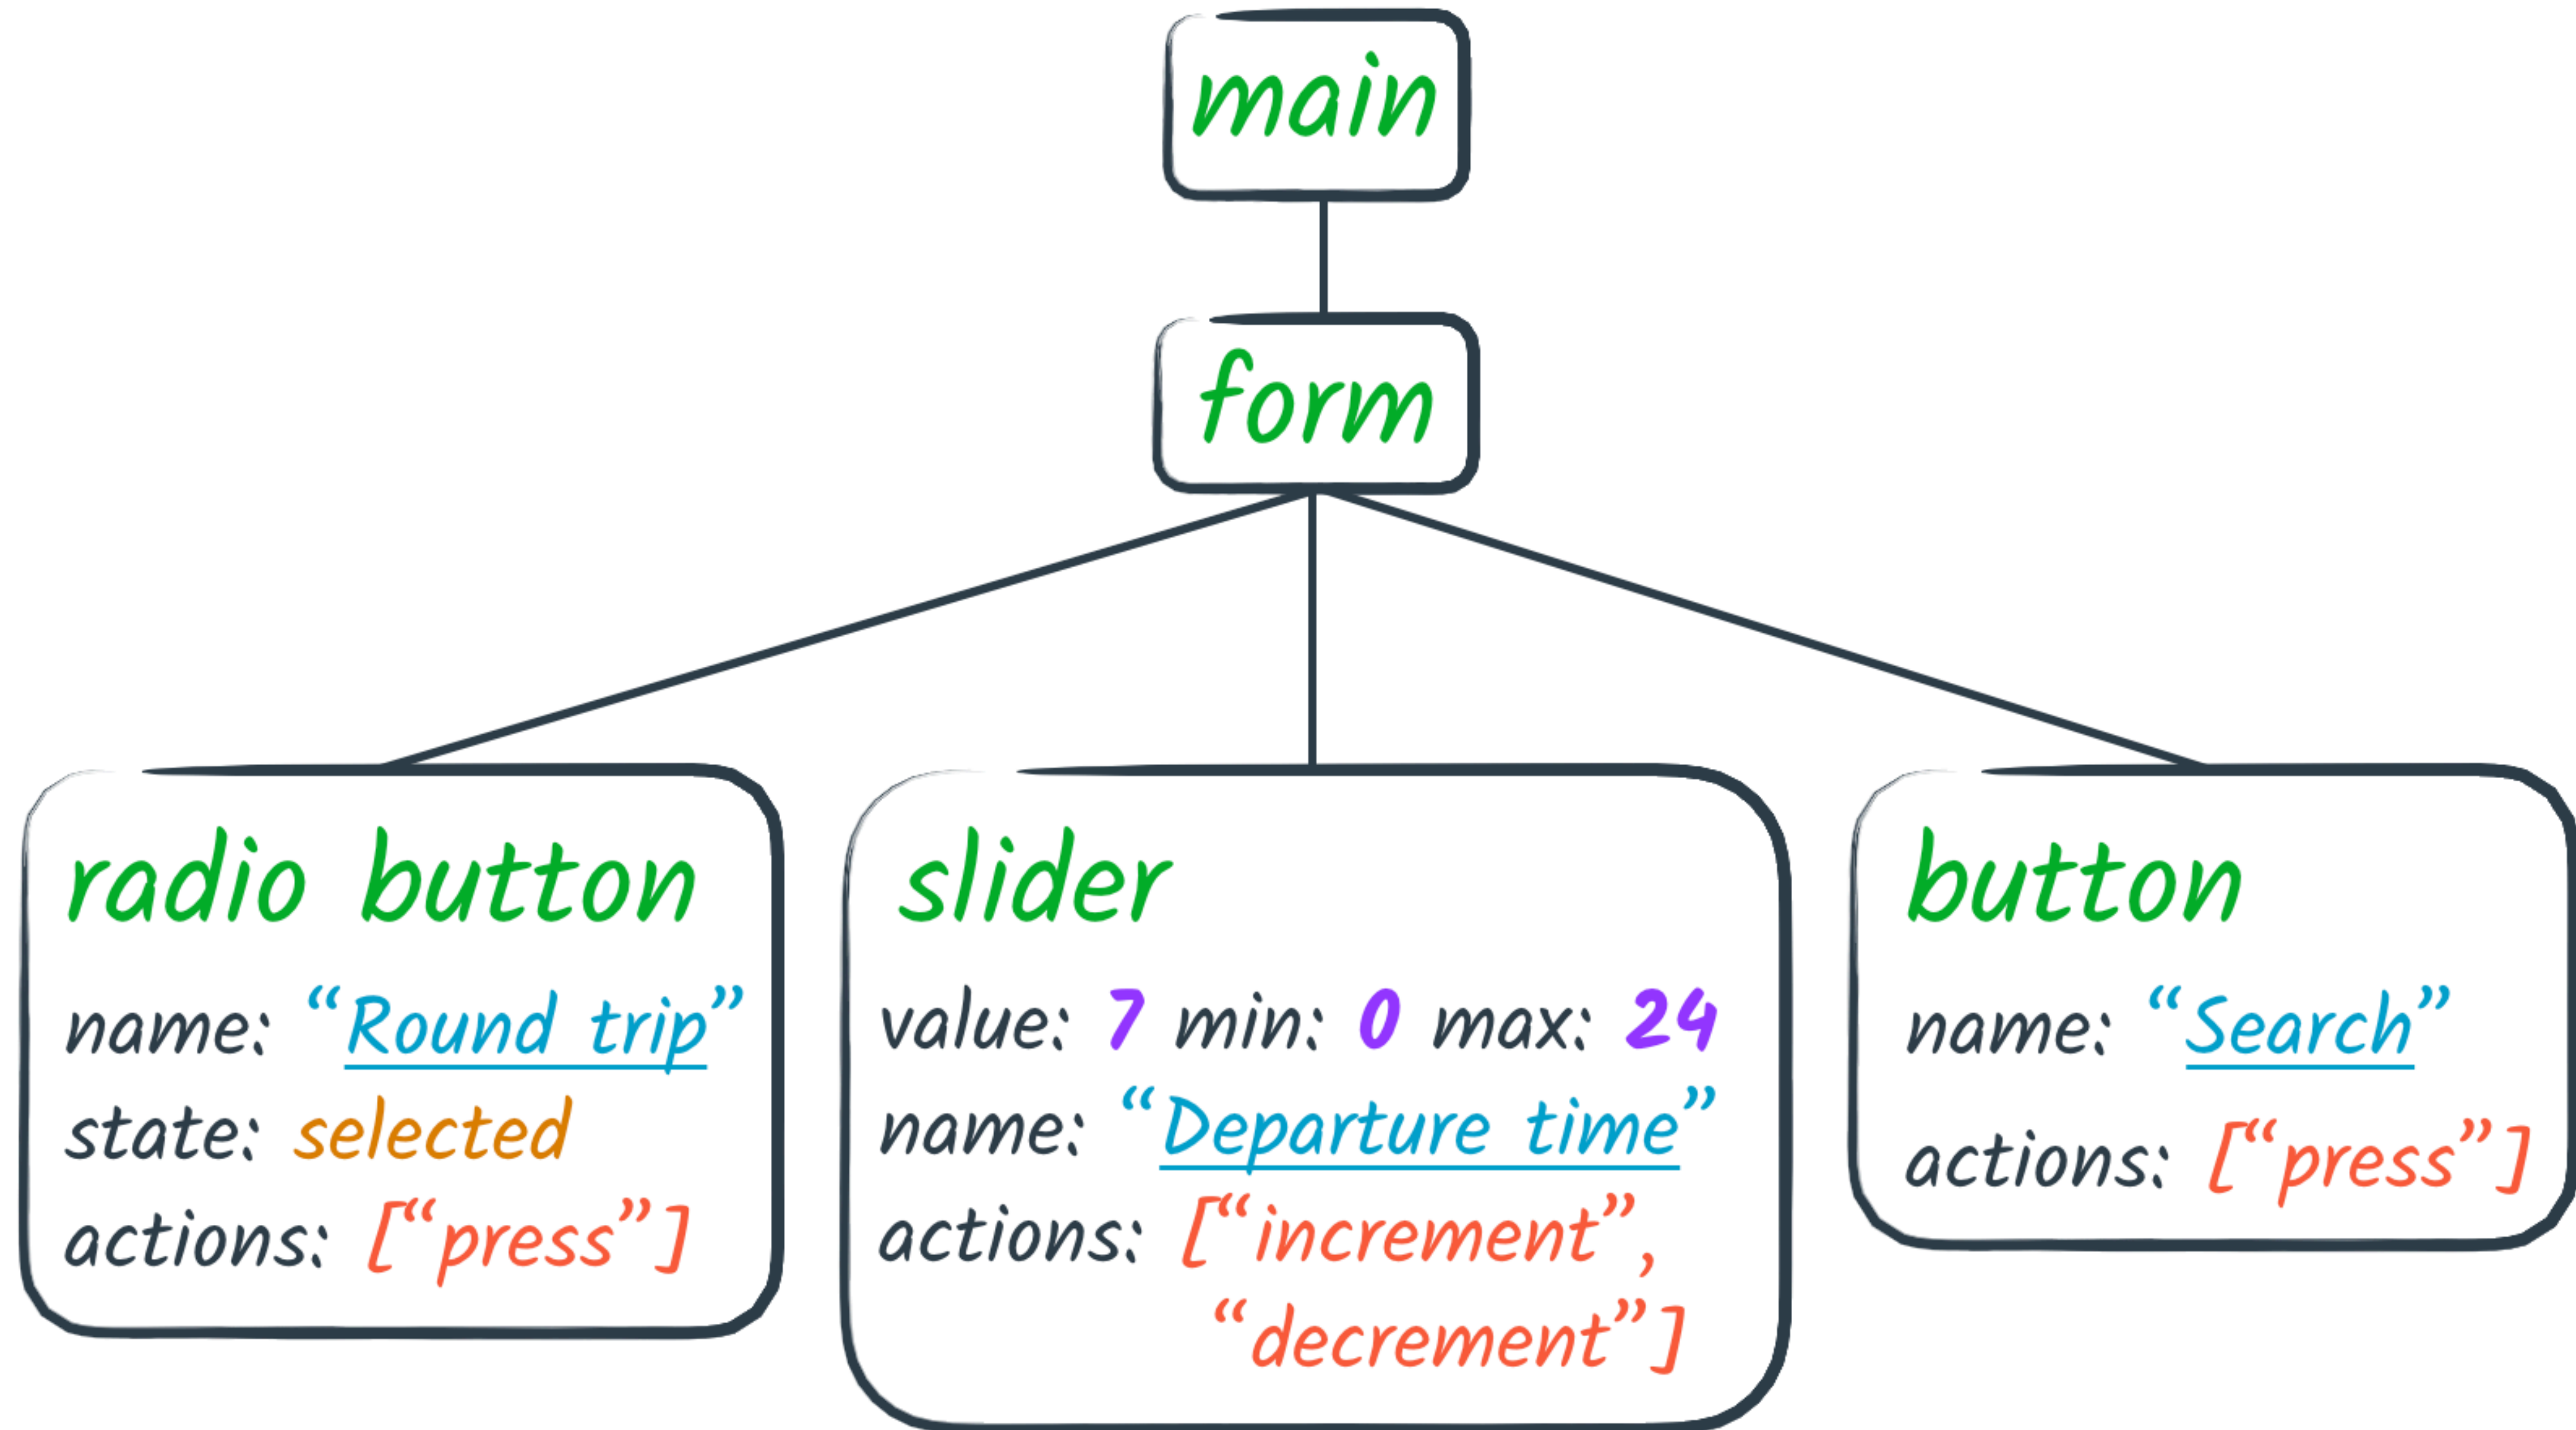 main
form
radio button
name: “Round trip”
state: selected
actions: [“press”]
slider
value: 7 min: 0 max: 24
name: “Departure time”
actions: [“increment”,
“decrement”]
button
name: “Search”
actions: [“press”]